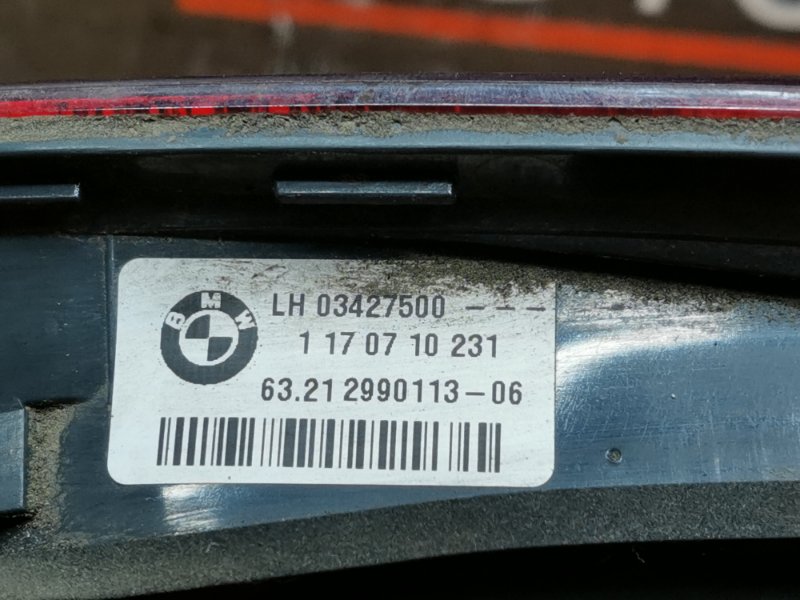 BMW
LH 03427500 - - -
1 17 07 10 231
63.21 2990113-06